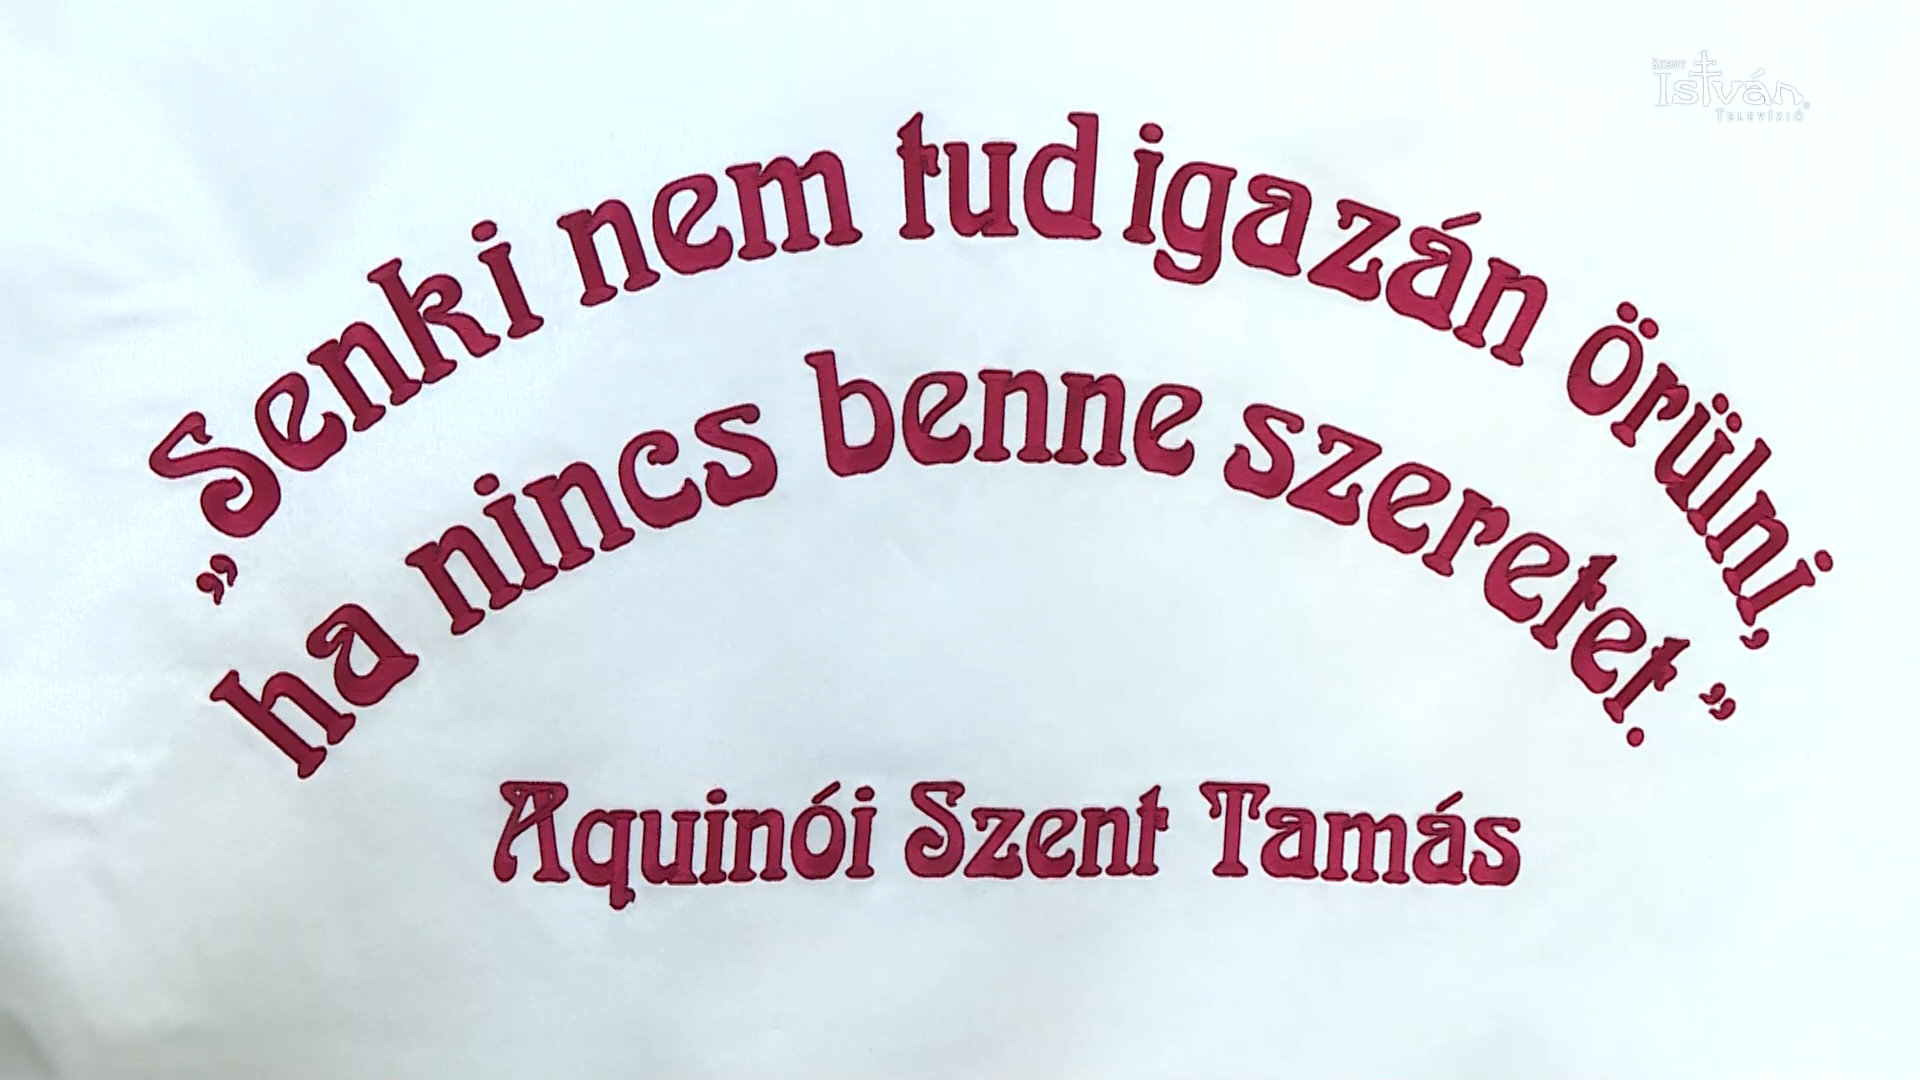 Szent
István
Televízió
„Senki nem tud igazán örülni,
ha nincs benne szeretet.”
Aquinói Szent Tamás